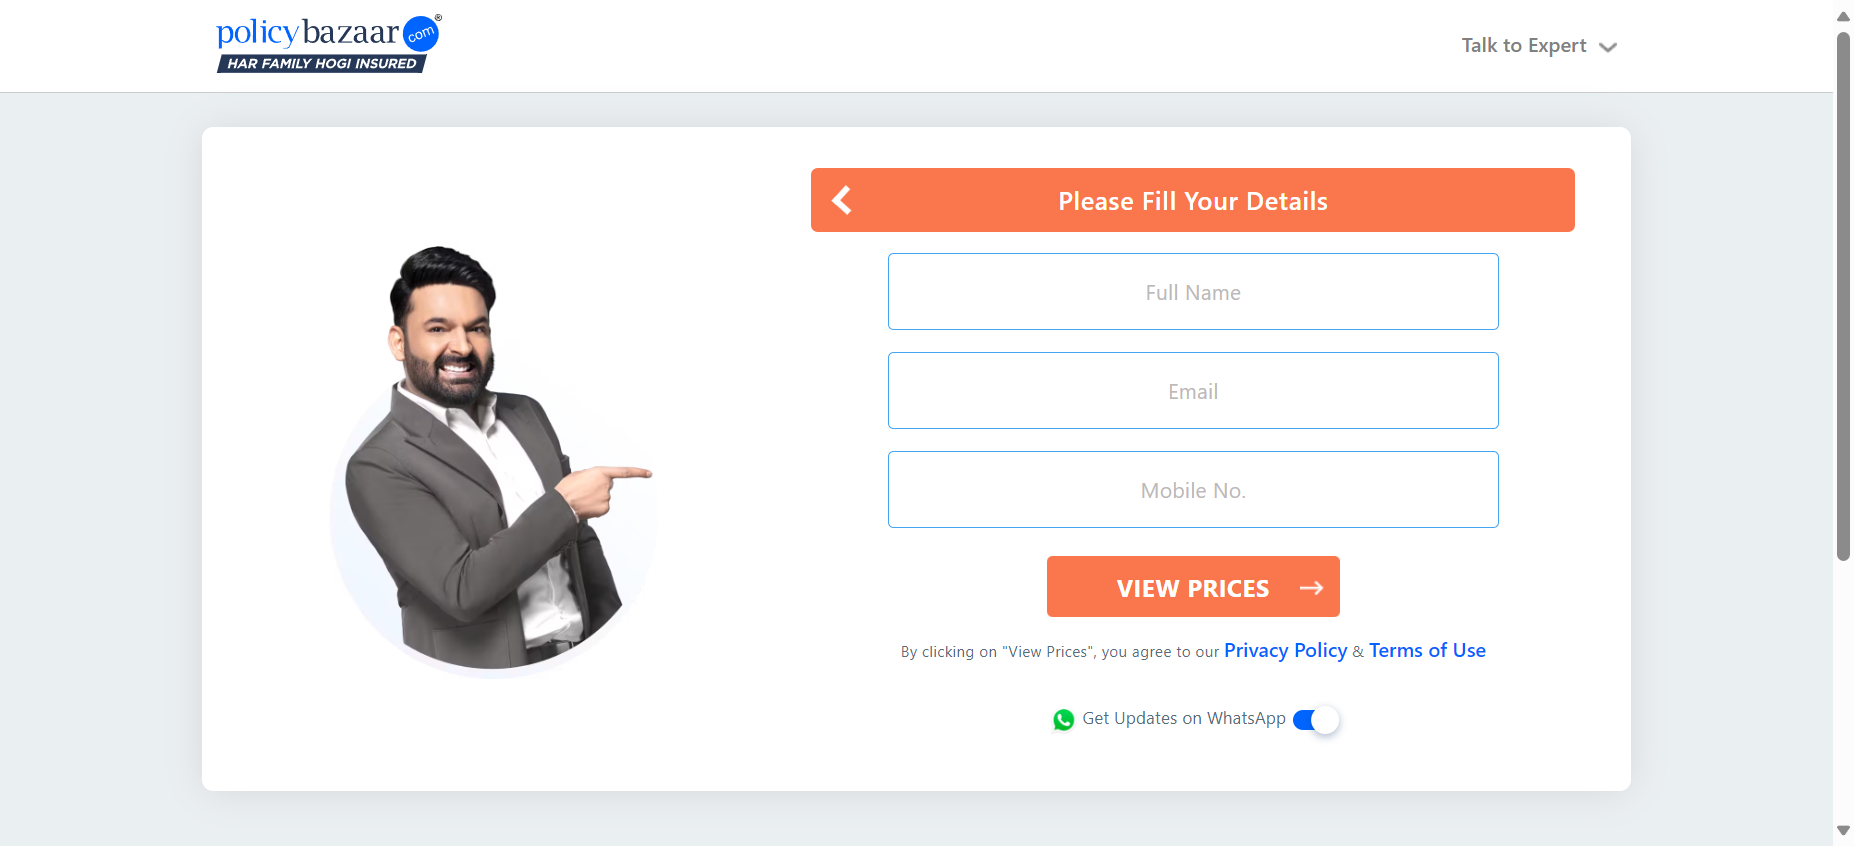 policybazaar com ®
HAR FAMILY HOGI INSURED
Talk to Expert
Please Fill Your Details
Full Name
Email
Mobile No.
VIEW PRICES →
By clicking on "View Prices", you agree to our Privacy Policy & Terms of Use
Get Updates on WhatsApp